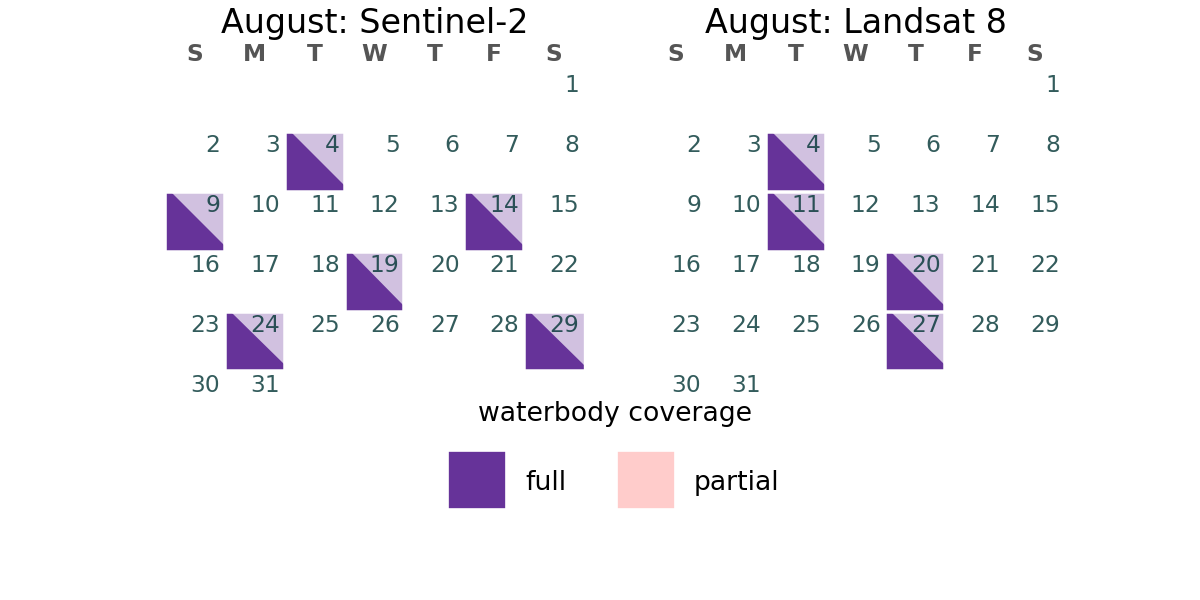 August: Sentinel-2
S M T W T F S
1
2 3 4 5 6 7 8
9 10 11 12 13 14 15
16 17 18 19 20 21 22
23 24 25 26 27 28 29
30 31
August: Landsat 8
S M T W T F S
1
2 3 4 5 6 7 8
9 10 11 12 13 14 15
16 17 18 19 20 21 22
23 24 25 26 27 28 29
30 31
waterbody coverage
full partial